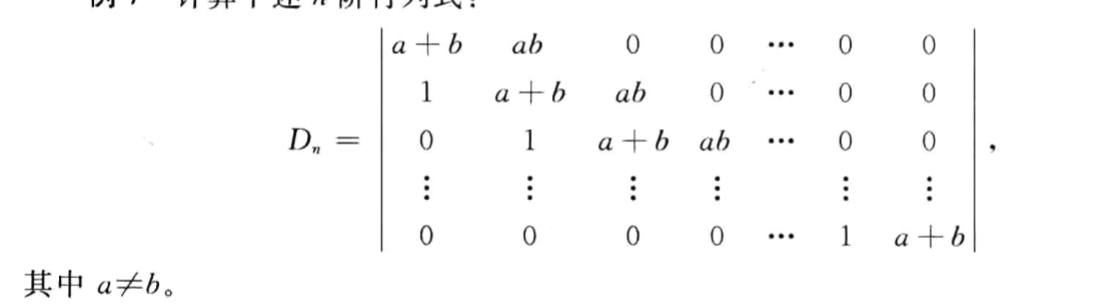 D_n = | a+b ab 0 0 ⋯ 0 0 |
| 1 a+b ab 0 ⋯ 0 0 |
| 0 1 a+b ab ⋯ 0 0 | ,
| ⋮ ⋮ ⋮ ⋮ ⋮ ⋮ |
| 0 0 0 0 ⋯ 1 a+b |
其中 a≠b。